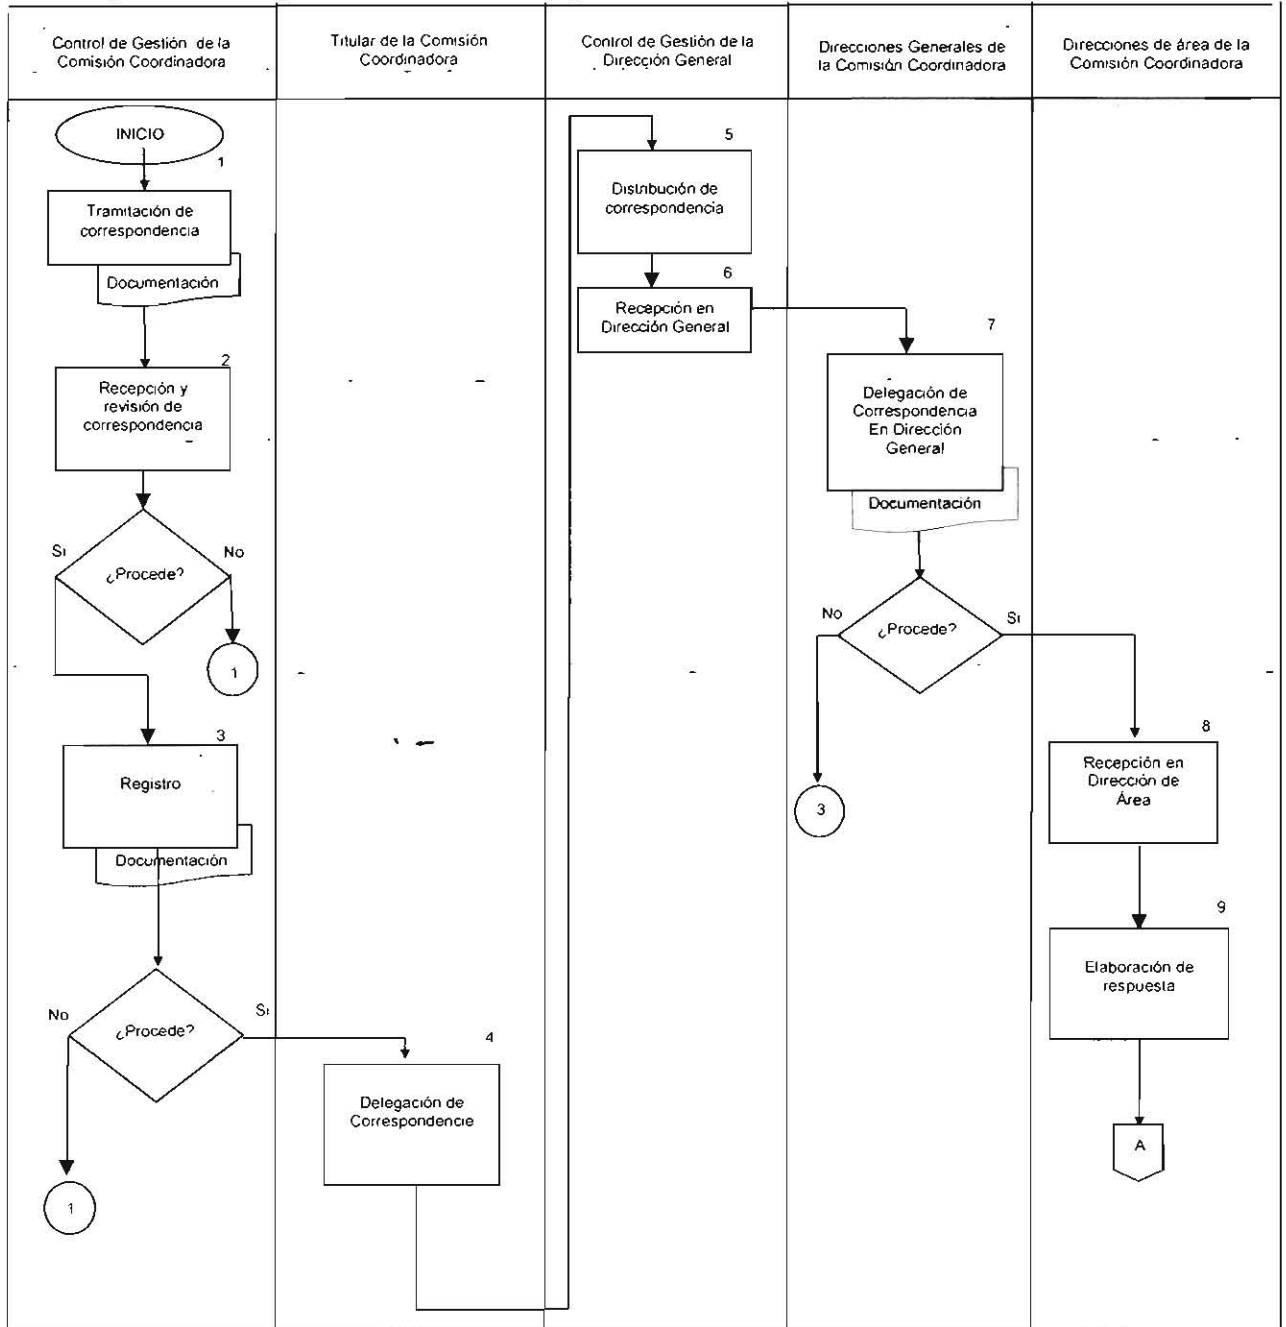 Control de Gestión de la
Comisión Coordinadora
Titular de la Comisión
Coordinadora
Control de Gestión de la
Dirección General
Direcciones Generales de
la Comisión Coordinadora
Direcciones de área de la
Comisión Coordinadora
INICIO
1
Tramitación de
correspondencia
Documentación
2
Recepción y
revisión de
correspondencia
Si
¿Procede?
No
1
3
Registro
Documentación
No
¿Procede?
Si
1
4
Delegación de
Correspondencie
5
Distribución de
correspondencia
6
Recepción en
Dirección General
7
Delegación de
Correspondencia
En Dirección
General
Documentación
No
¿Procede?
Si
3
8
Recepción en
Dirección de
Área
9
Elaboración de
respuesta
A